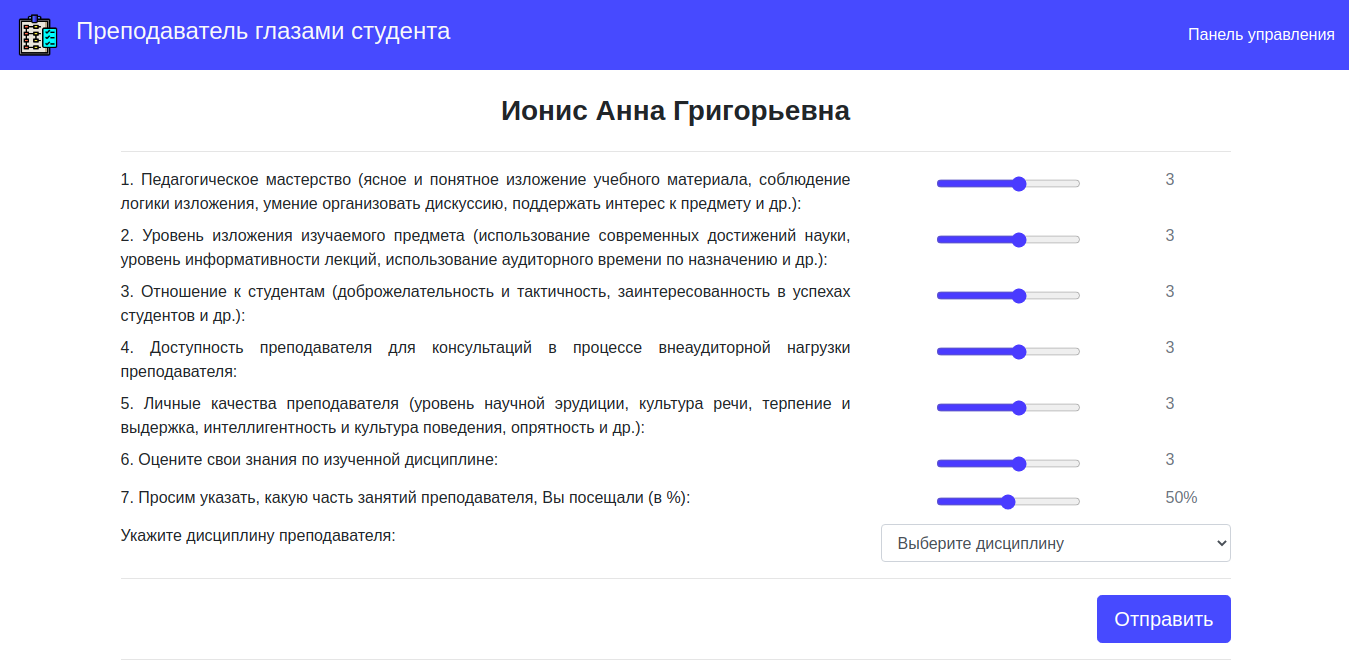 Преподаватель глазами студента
Панель управления
Ионис Анна Григорьевна
1. Педагогическое мастерство (ясное и понятное изложение учебного материала, соблюдение
логики изложения, умение организовать дискуссию, поддержать интерес к предмету и др.):
3
2. Уровень изложения изучаемого предмета (использование современных достижений науки,
уровень информативности лекций, использование аудиторного времени по назначению и др.):
3
3. Отношение к студентам (доброжелательность и тактичность, заинтересованность в успехах
студентов и др.):
3
4. Доступность преподавателя для консультаций в процессе внеаудиторной нагрузки
преподавателя:
3
5. Личные качества преподавателя (уровень научной эрудиции, культура речи, терпение и
выдержка, интеллигентность и культура поведения, опрятность и др.):
3
6. Оцените свои знания по изученной дисциплине:
3
7. Просим указать, какую часть занятий преподавателя, Вы посещали (в %):
50%
Укажите дисциплину преподавателя:
Выберите дисциплину
Отправить